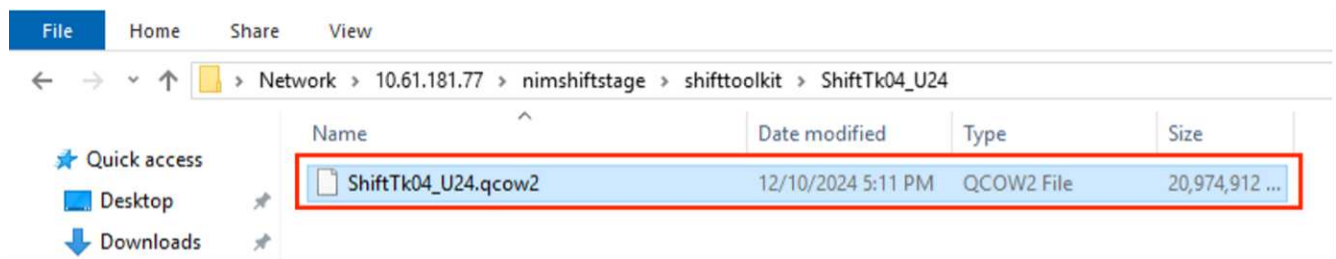 File Home Share View
Network > 10.61.181.77 > nimshiftstage > shifttoolkit > ShiftTk04_U24
Name Date modified Type Size
Quick access
ShiftTk04_U24.qcow2 12/10/2024 5:11 PM QCOW2 File 20,974,912 ...
Desktop
Downloads